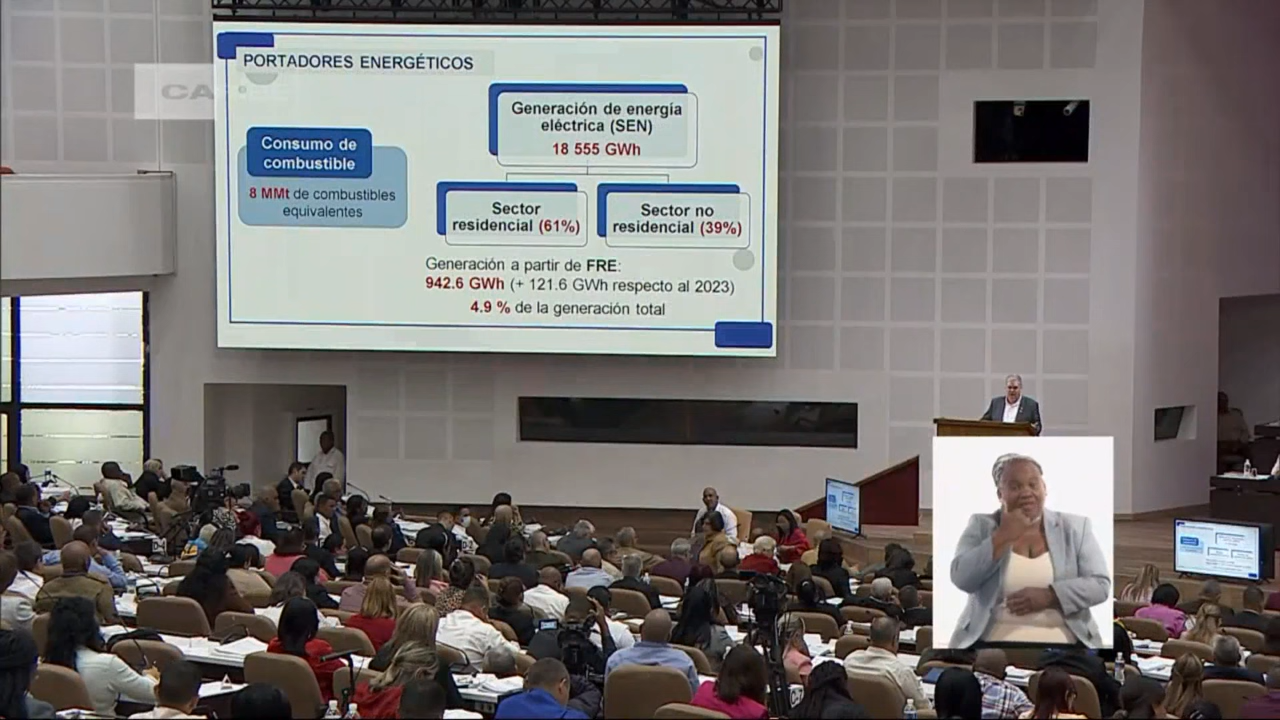 PORTADORES ENERGÉTICOS
Consumo de
combustible
8 MMt de combustibles
equivalentes
Generación de energía
eléctrica (SEN)
18 555 GWh
Sector
residencial (61%)
Sector no
residencial (39%)
Generación a partir de FRE:
942.6 GWh (+ 121.6 GWh respecto al 2023)
4.9 % de la generación total